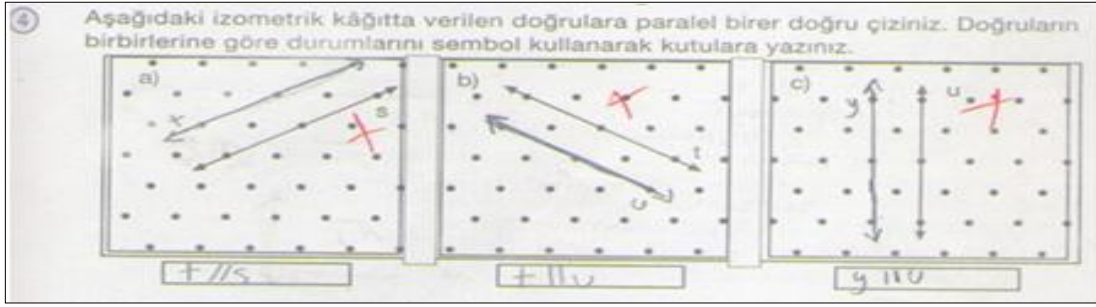 4 Aşağıdaki izometrik kâğıtta verilen doğrulara paralel birer doğru çiziniz. Doğruların
birbirlerine göre durumlarını sembol kullanarak kutulara yazınız.
a) b) c)
s
y u
t//s t//u y//u